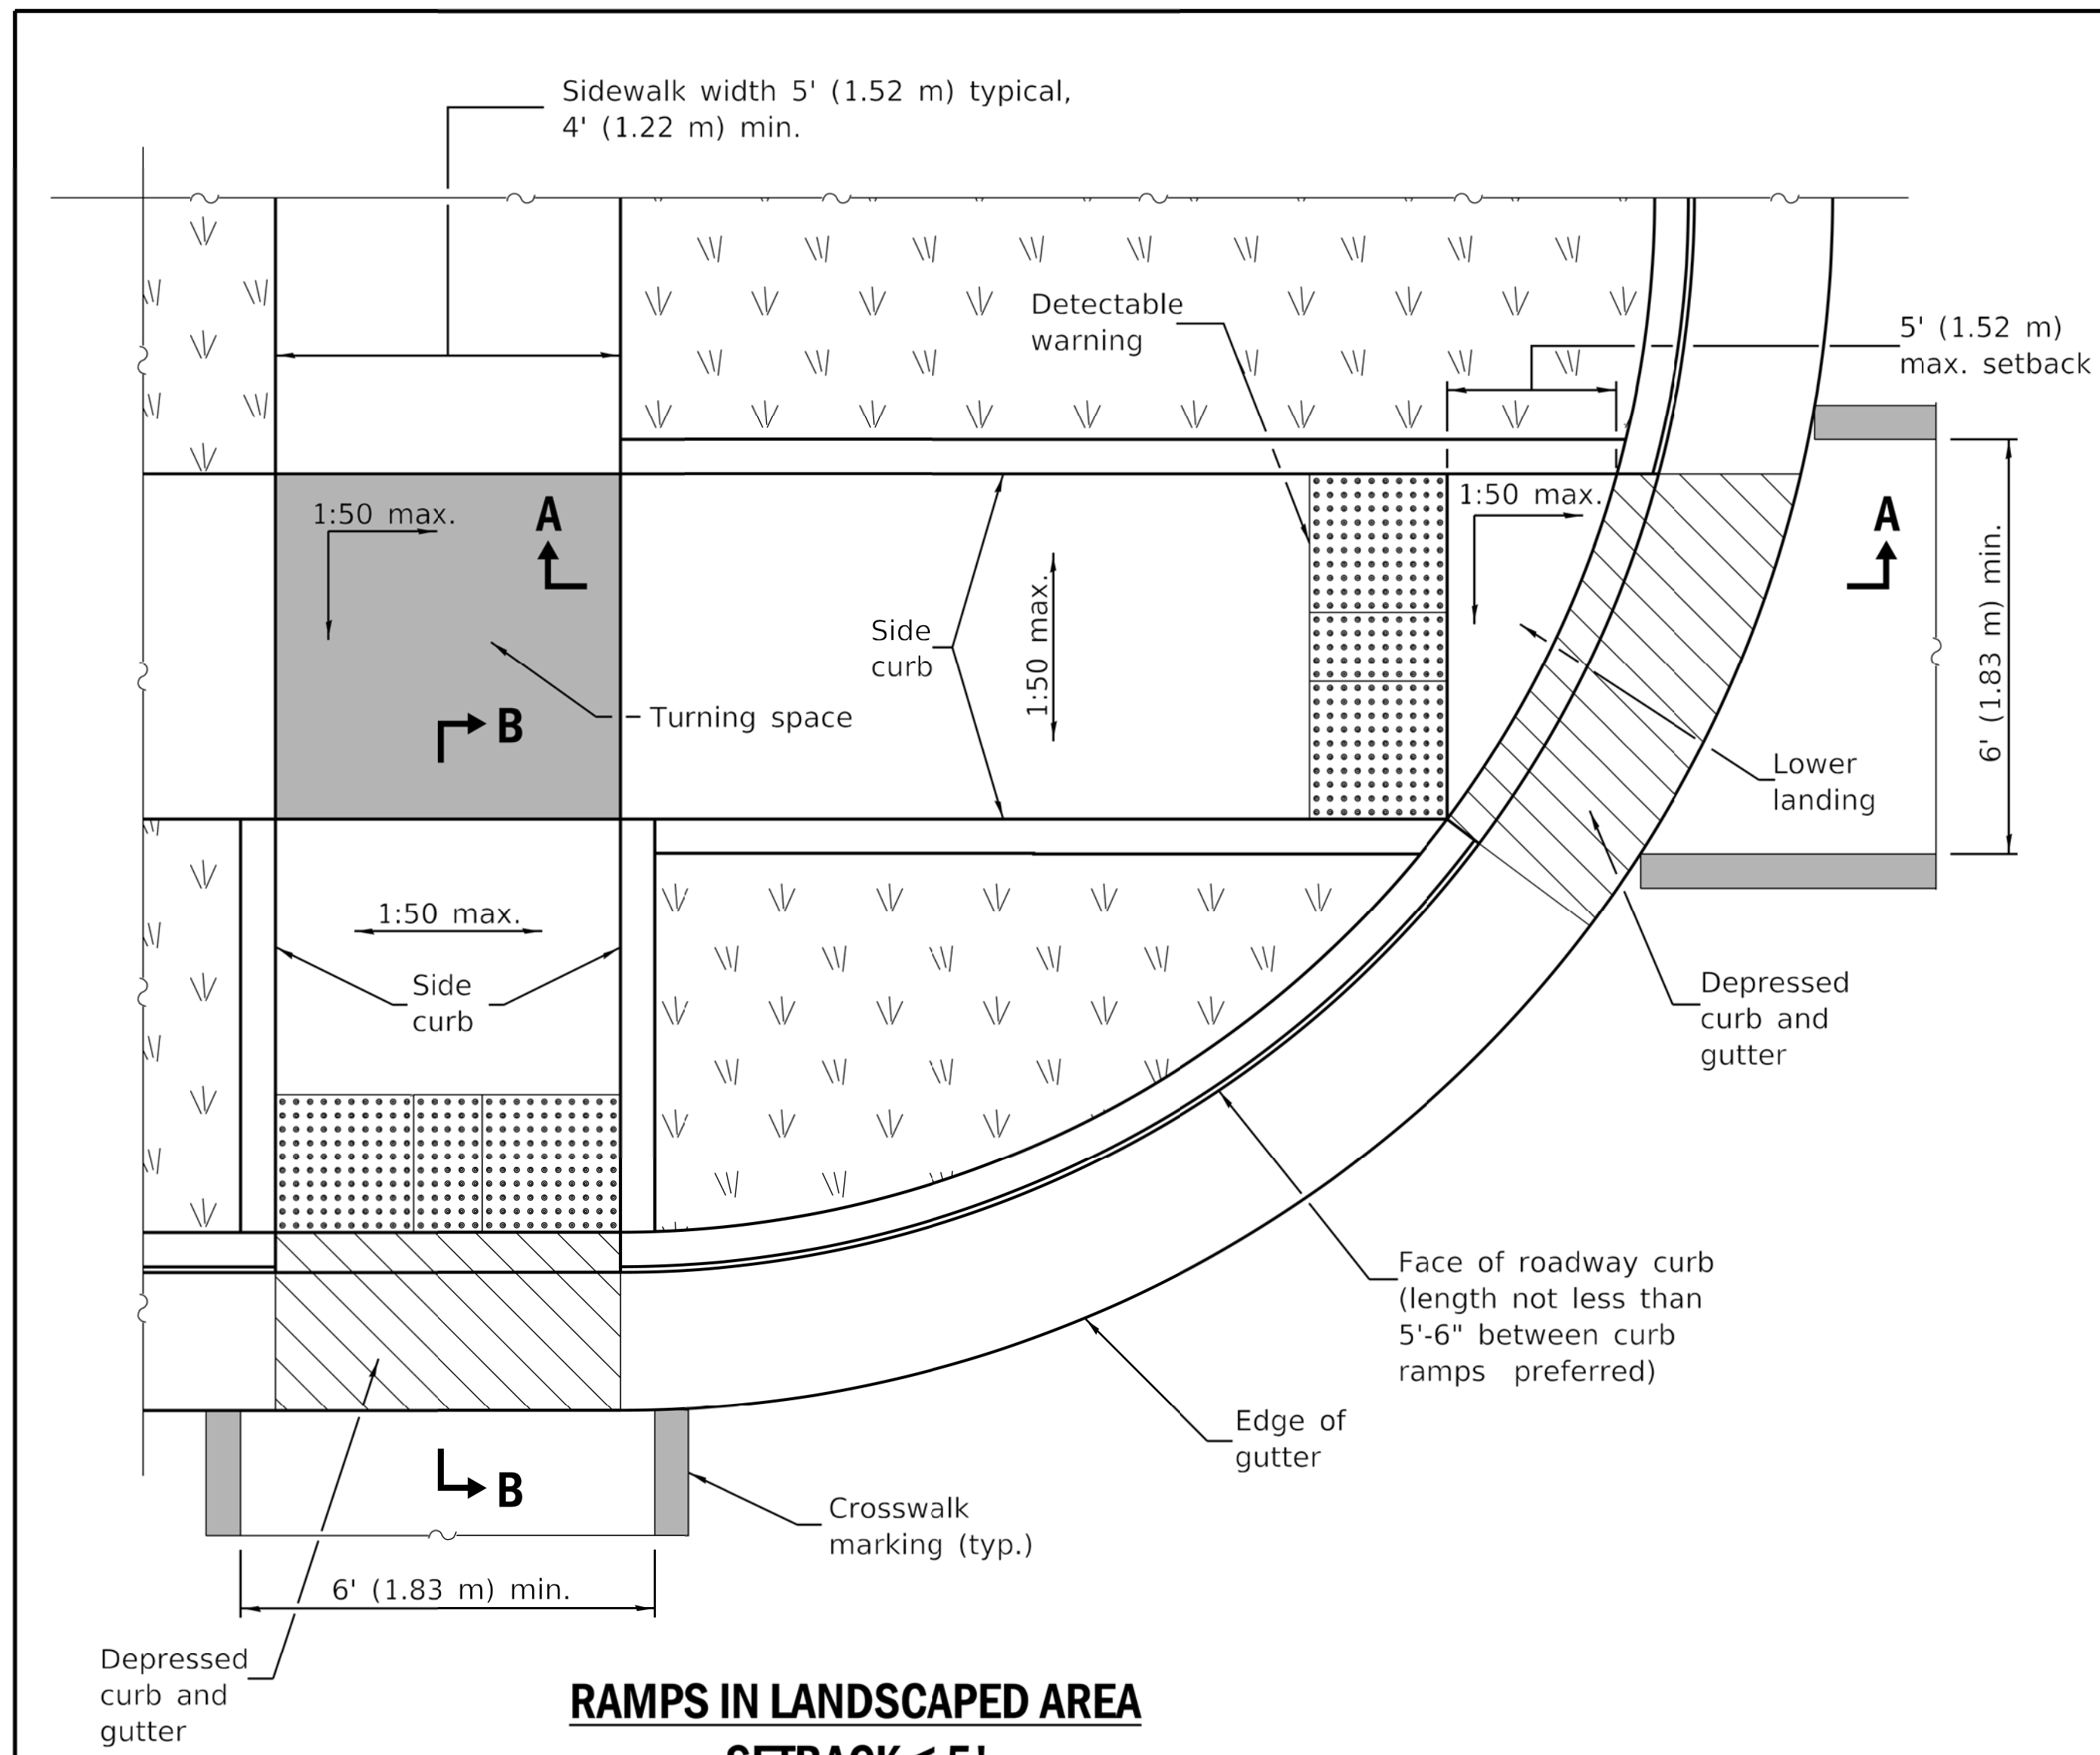 Sidewalk width 5' (1.52 m) typical,
4' (1.22 m) min.
Detectable
warning
5' (1.52 m)
max. setback
1:50 max.
A
1:50 max.
A
Side
curb
1:50 max.
6' (1.83 m) min.
Turning space
B
Lower
landing
1:50 max.
Side
curb
Depressed
curb and
gutter
Face of roadway curb
(length not less than
5'-6" between curb
ramps preferred)
Edge of
gutter
B
Crosswalk
marking (typ.)
6' (1.83 m) min.
Depressed
curb and
gutter
RAMPS IN LANDSCAPED AREA